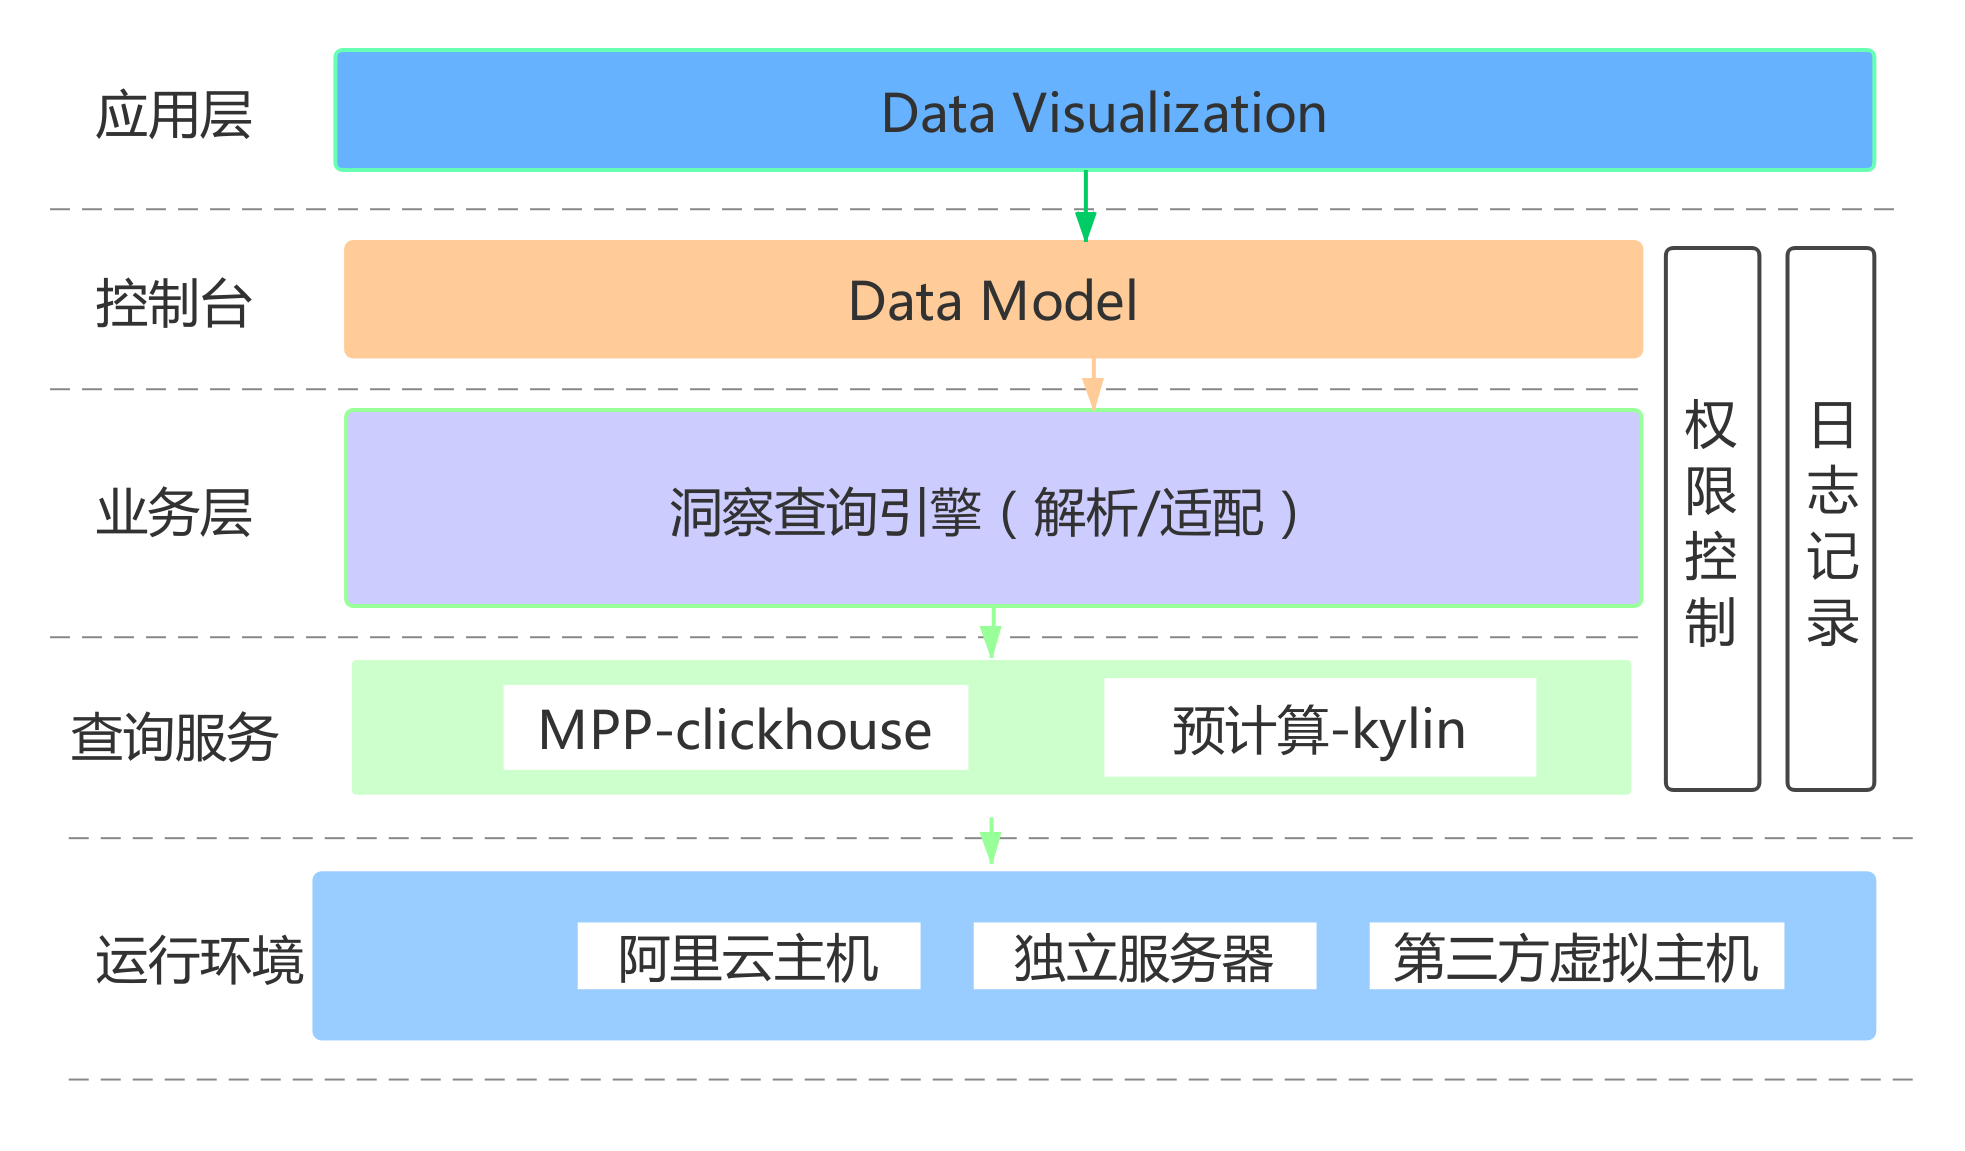 应用层
Data Visualization
控制台
Data Model
业务层
洞察查询引擎（解析/适配）
权限控制
日志记录
查询服务
MPP-clickhouse
预计算-kylin
运行环境
阿里云主机
独立服务器
第三方虚拟主机